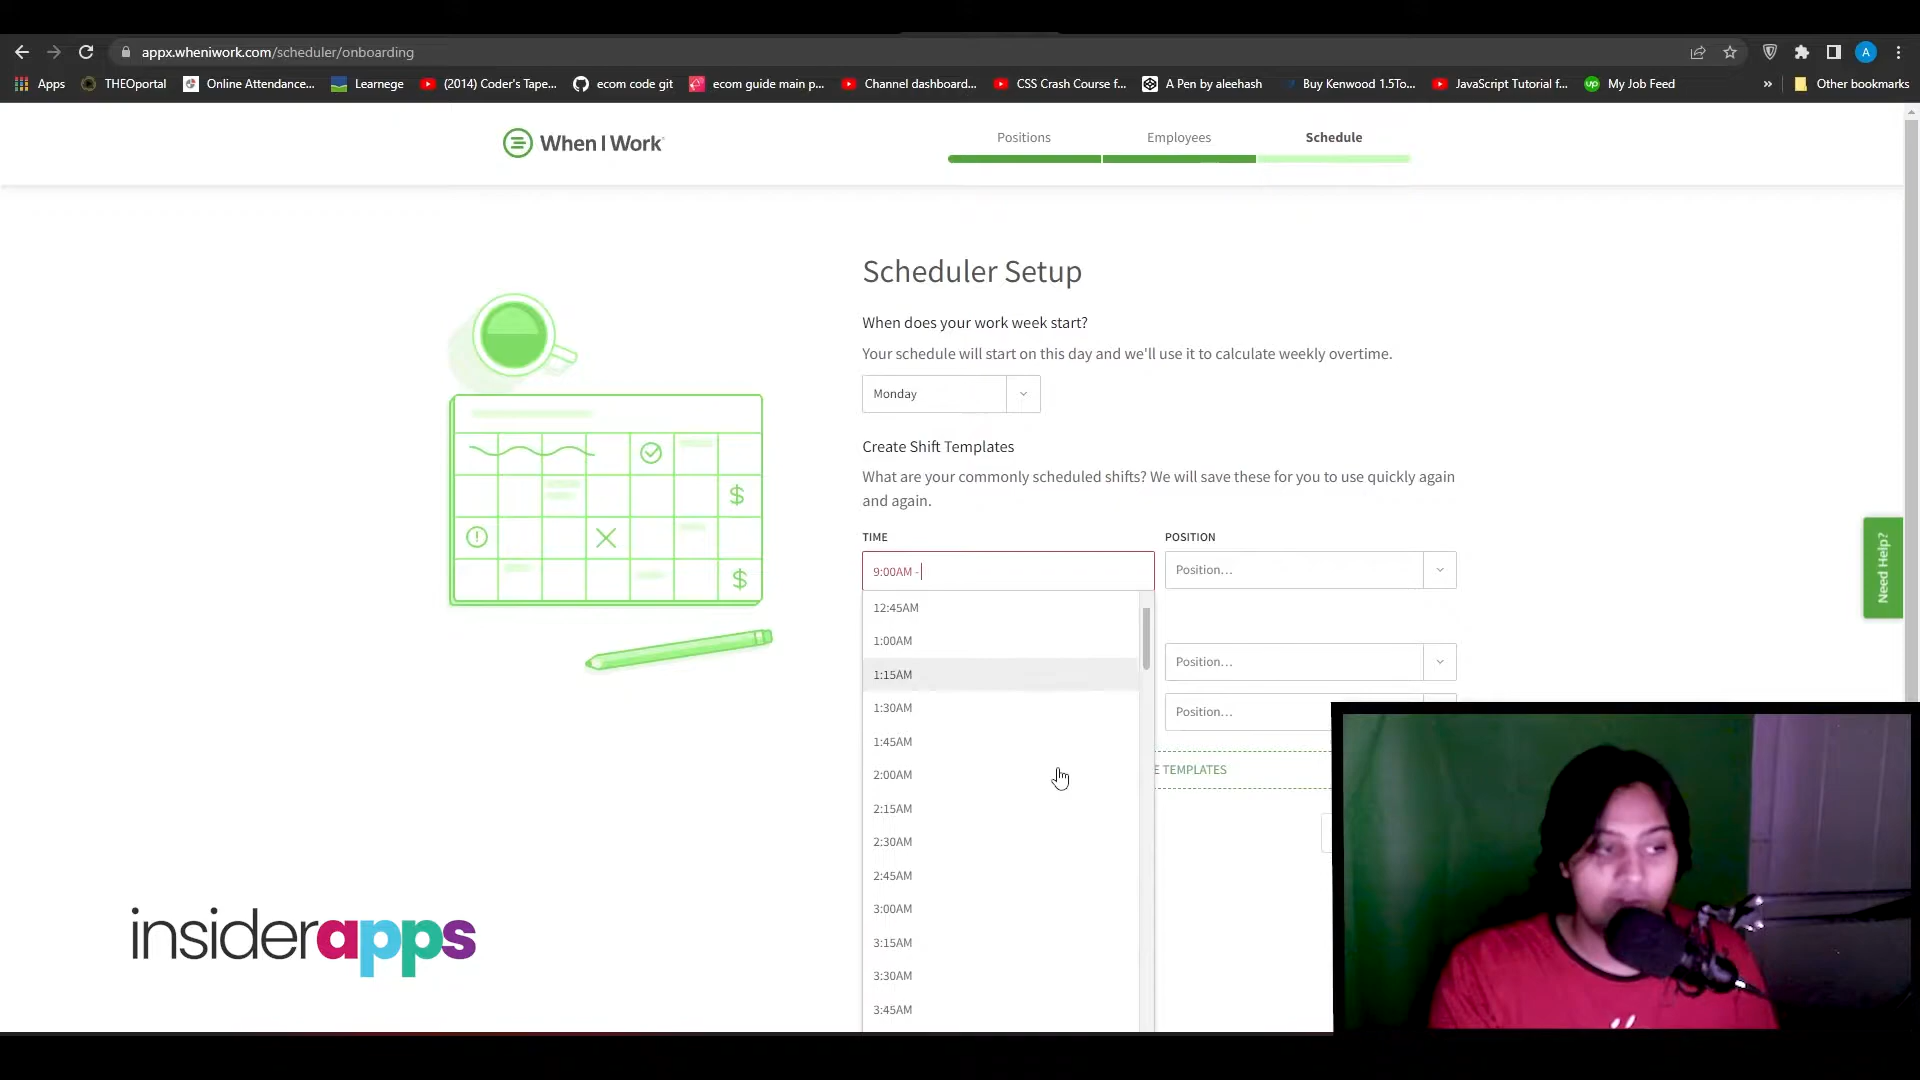 appx.wheniwork.com/scheduler/onboarding
A
Apps
THEOportal
Online Attendance...
Learnege
(2014) Coder's Tape...
ecom code git
ecom guide main p...
Channel dashboard...
CSS Crash Course f...
A Pen by aleehash
Buy Kenwood 1.5To...
JavaScript Tutorial f...
up
My Job Feed
»
Other bookmarks
When I Work
Positions
Employees
Schedule
Scheduler Setup
When does your work week start?
Your schedule will start on this day and we'll use it to calculate weekly overtime.
Monday
Create Shift Templates
What are your commonly scheduled shifts? We will save these for you to use quickly again
and again.
TIME
POSITION
9:00AM -
Position...
12:45AM
1:00AM
1:15AM
Position...
1:30AM
Position...
1:45AM
E TEMPLATES
2:00AM
2:15AM
2:30AM
2:45AM
3:00AM
3:15AM
3:30AM
3:45AM
$
$
Need Help?
insiderapps